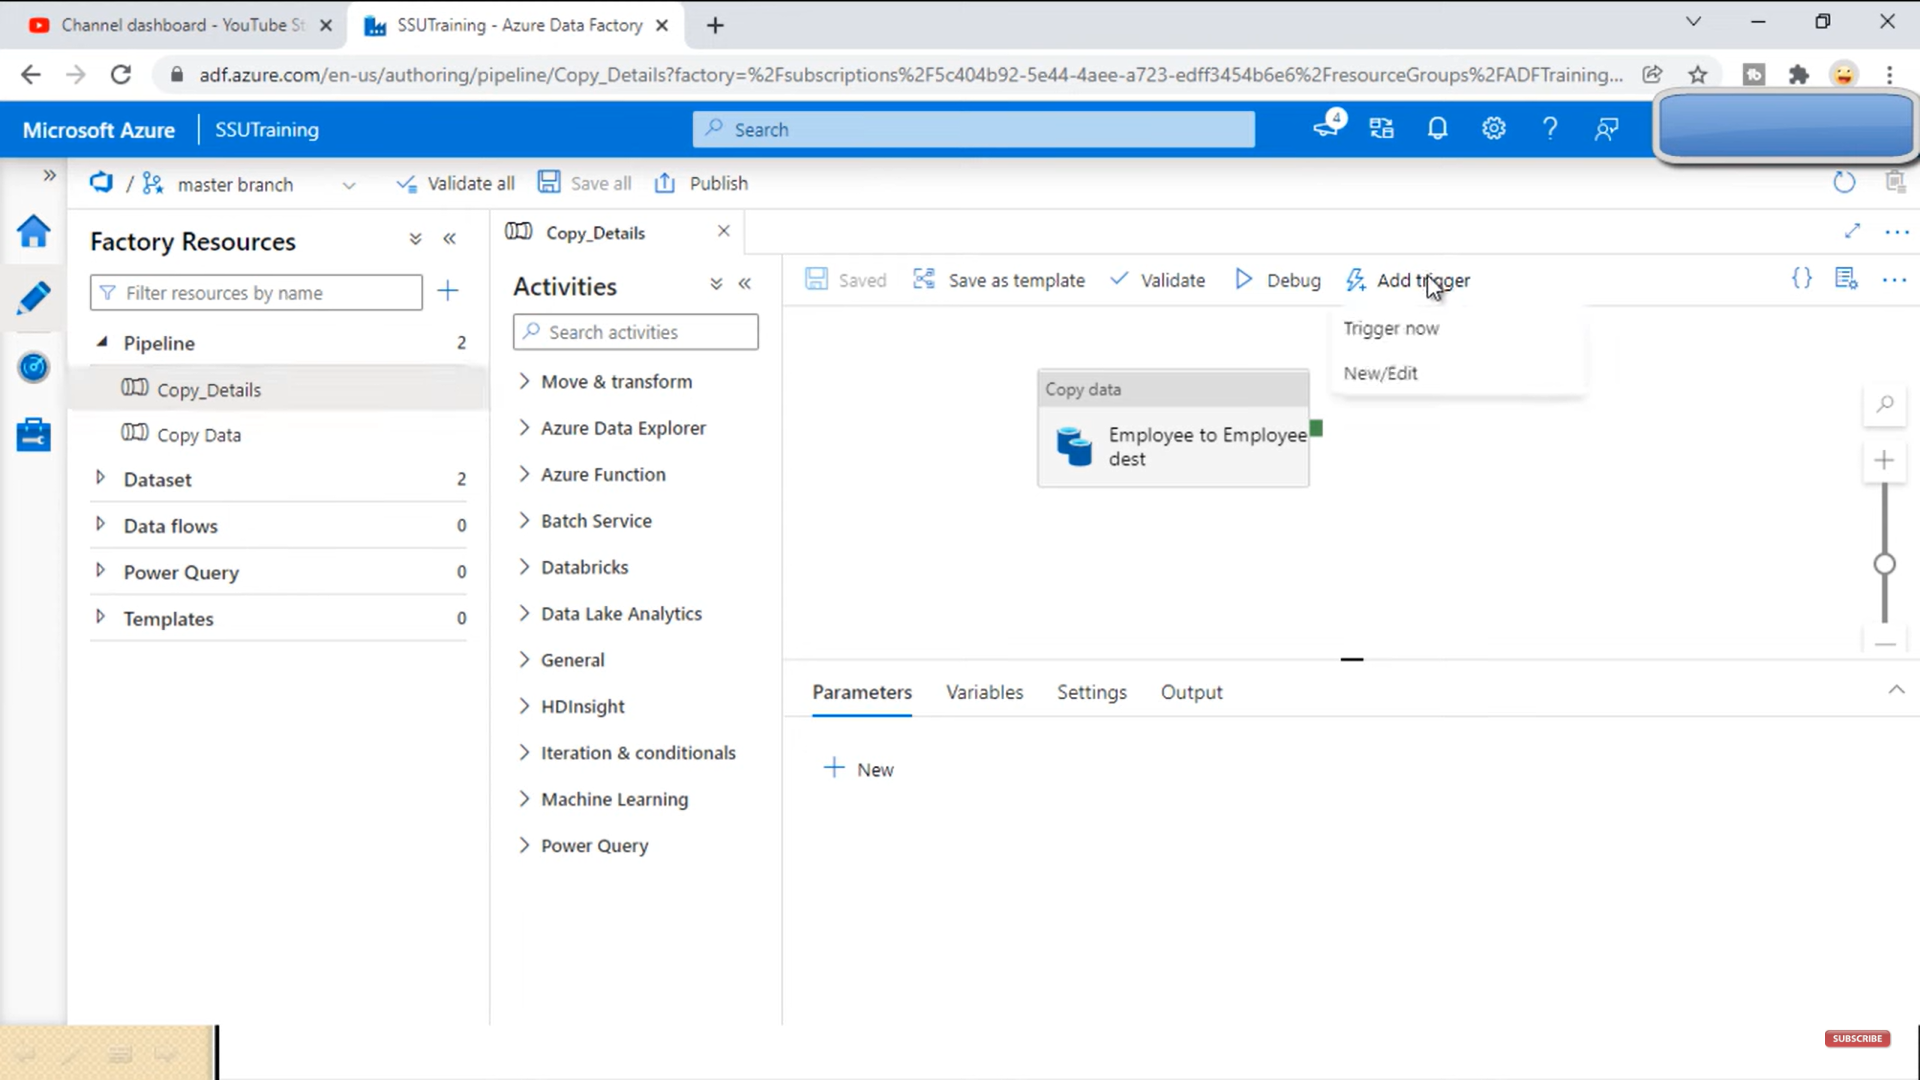 Channel dashboard - YouTube St
SSUTraining - Azure Data Factory
adf.azure.com/en-us/authoring/pipeline/Copy_Details?factory=%2Fsubscriptions%2F5c404b92-5e44-4aee-a723-edff3454b6e6%2FresourceGroups%2FADFTraining...
Microsoft Azure
SSUTraining
Search
4
/ master branch
Validate all
Save all
Publish
Factory Resources
Filter resources by name
Pipeline 2
Copy_Details
Copy Data
Dataset 2
Data flows 0
Power Query 0
Templates 0
Copy_Details
Activities
Search activities
Move & transform
Azure Data Explorer
Azure Function
Batch Service
Databricks
Data Lake Analytics
General
HDInsight
Iteration & conditionals
Machine Learning
Power Query
Saved
Save as template
Validate
Debug
Add trigger
Trigger now
New/Edit
Copy data
Employee to Employee
dest
Parameters
Variables
Settings
Output
New
SUBSCRIBE